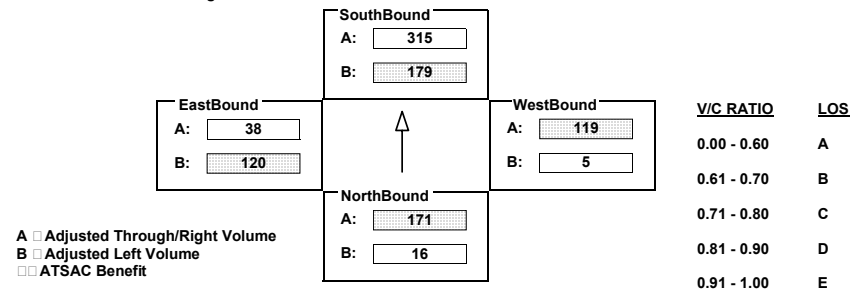 SouthBound
A: 315
B: 179
EastBound
A: 38
B: 120
WestBound
A: 119
B: 5
NorthBound
A: 171
B: 16
A □ Adjusted Through/Right Volume
B □ Adjusted Left Volume
□□ ATSAC Benefit
V/C RATIO LOS
0.00 - 0.60 A
0.61 - 0.70 B
0.71 - 0.80 C
0.81 - 0.90 D
0.91 - 1.00 E